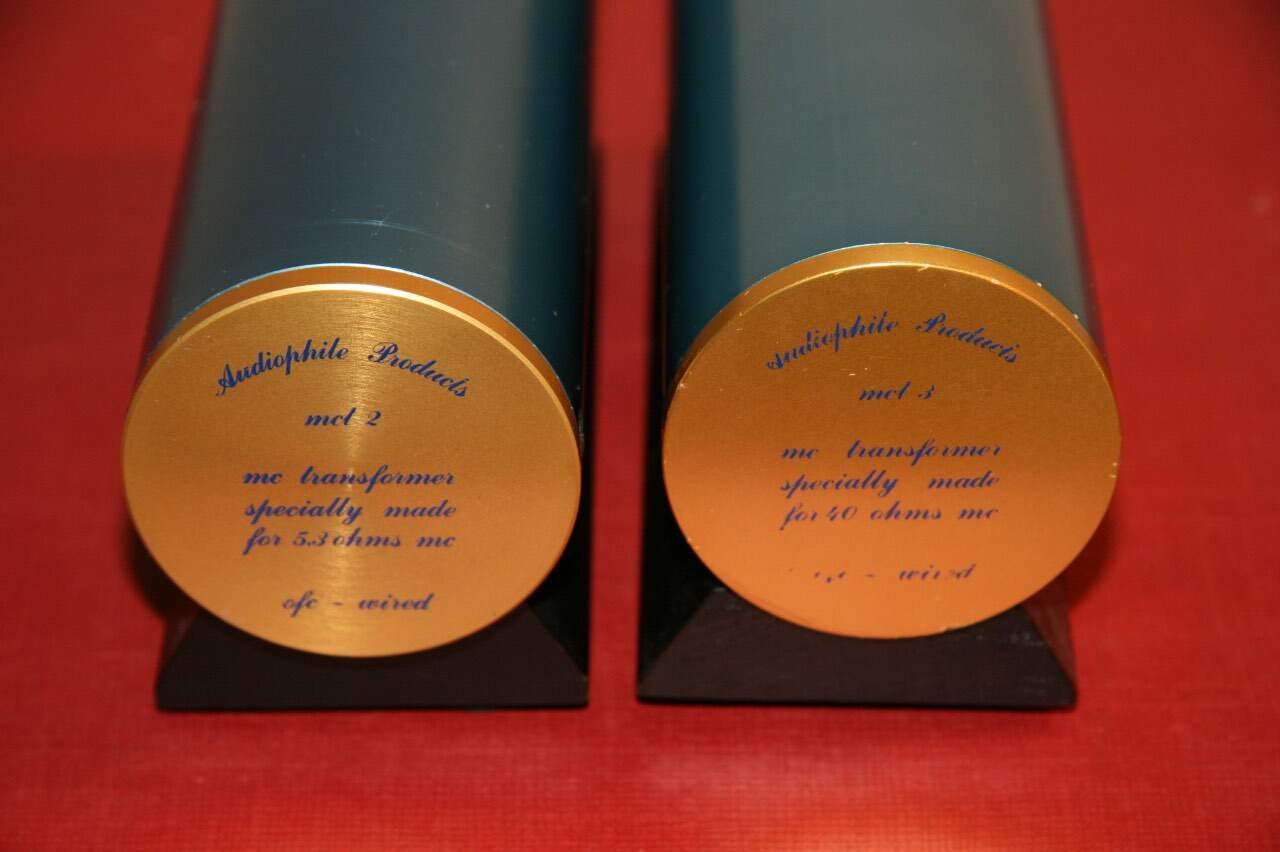 Audiophile Products
mct 2
mc transformer
specially made
for 5.3 ohms mc
ofc - wired
Audiophile Products
mct 3
mc transformer
specially made
for 40 ohms mc
- wired